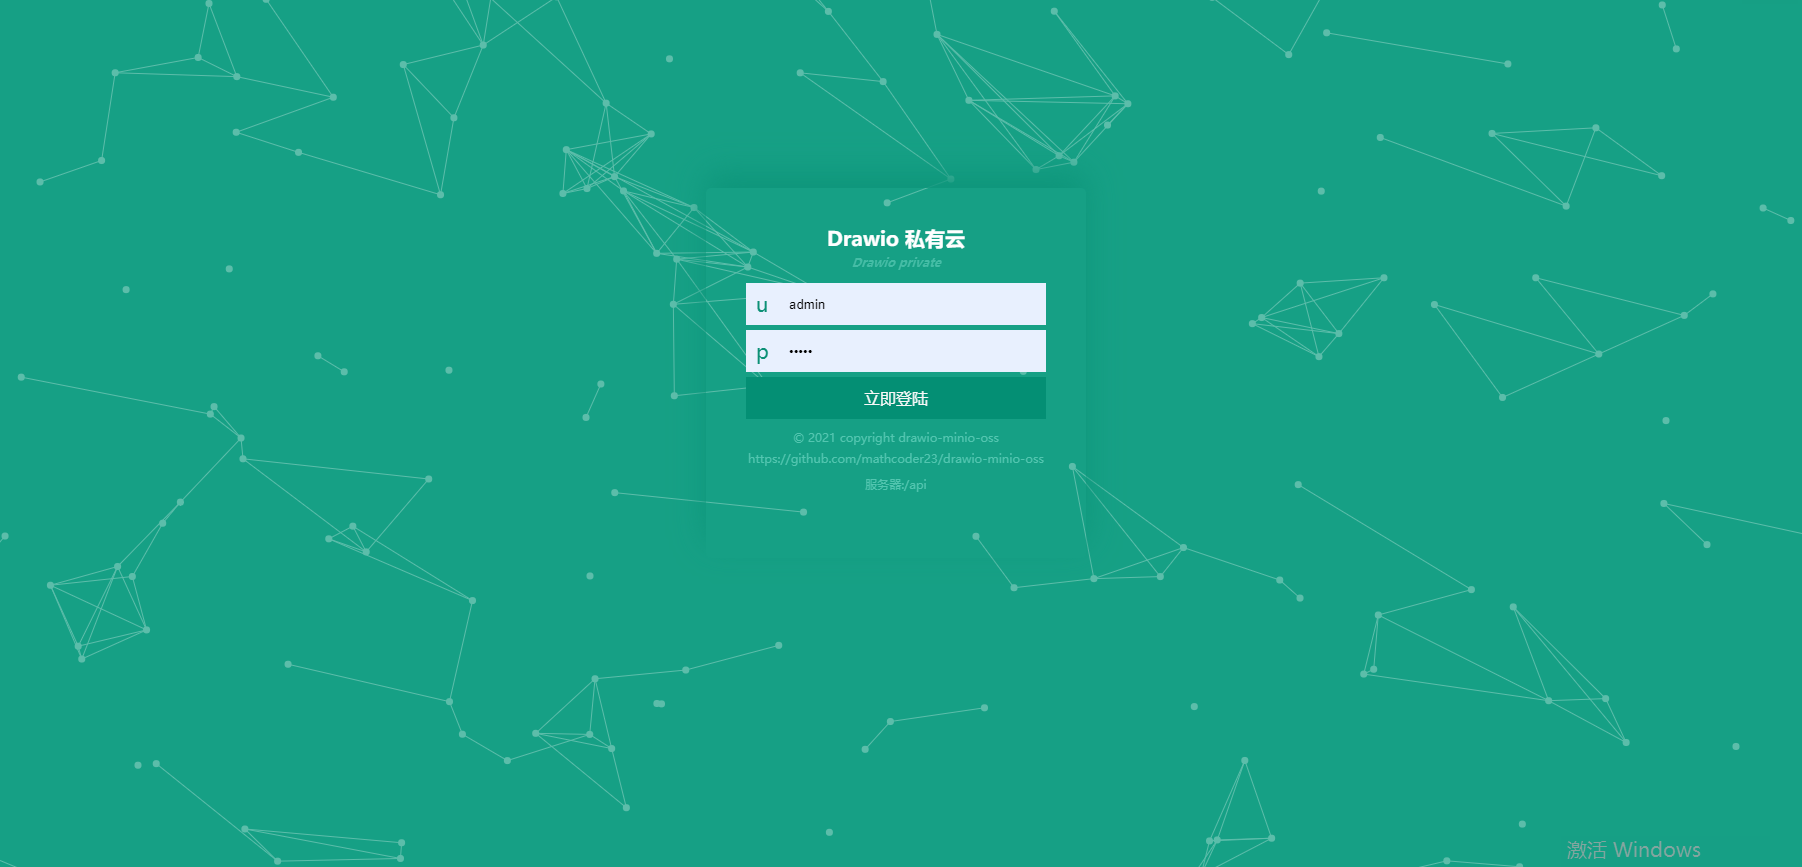 Drawio 私有云
Drawio private
u admin
p •••••
立即登陆
© 2021 copyright drawio-minio-oss
https://github.com/mathcoder23/drawio-minio-oss
服务器:/api
激活 Windows